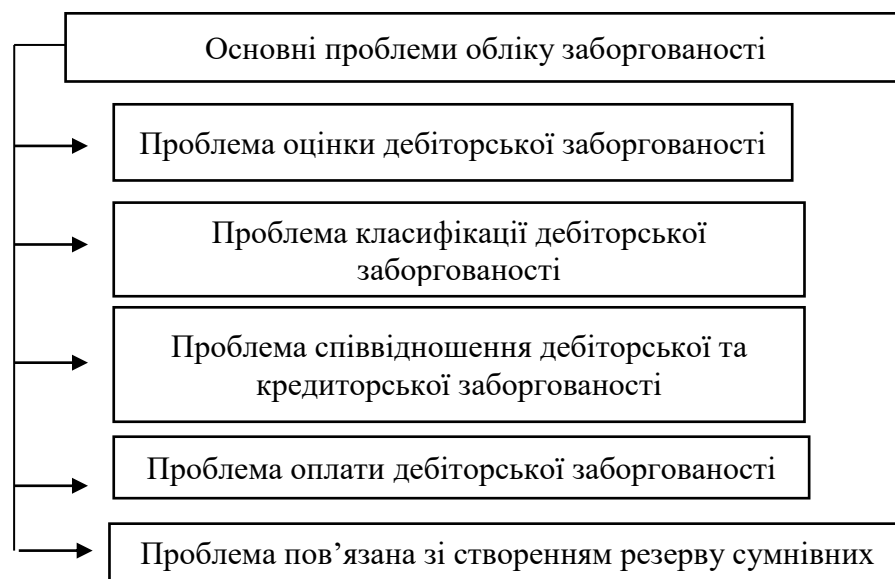 Основні проблеми обліку заборгованості
Проблема оцінки дебіторської заборгованості
Проблема класифікації дебіторської
заборгованості
Проблема співвідношення дебіторської та
кредиторської заборгованості
Проблема оплати дебіторської заборгованості
Проблема пов’язана зі створенням резерву сумнівних